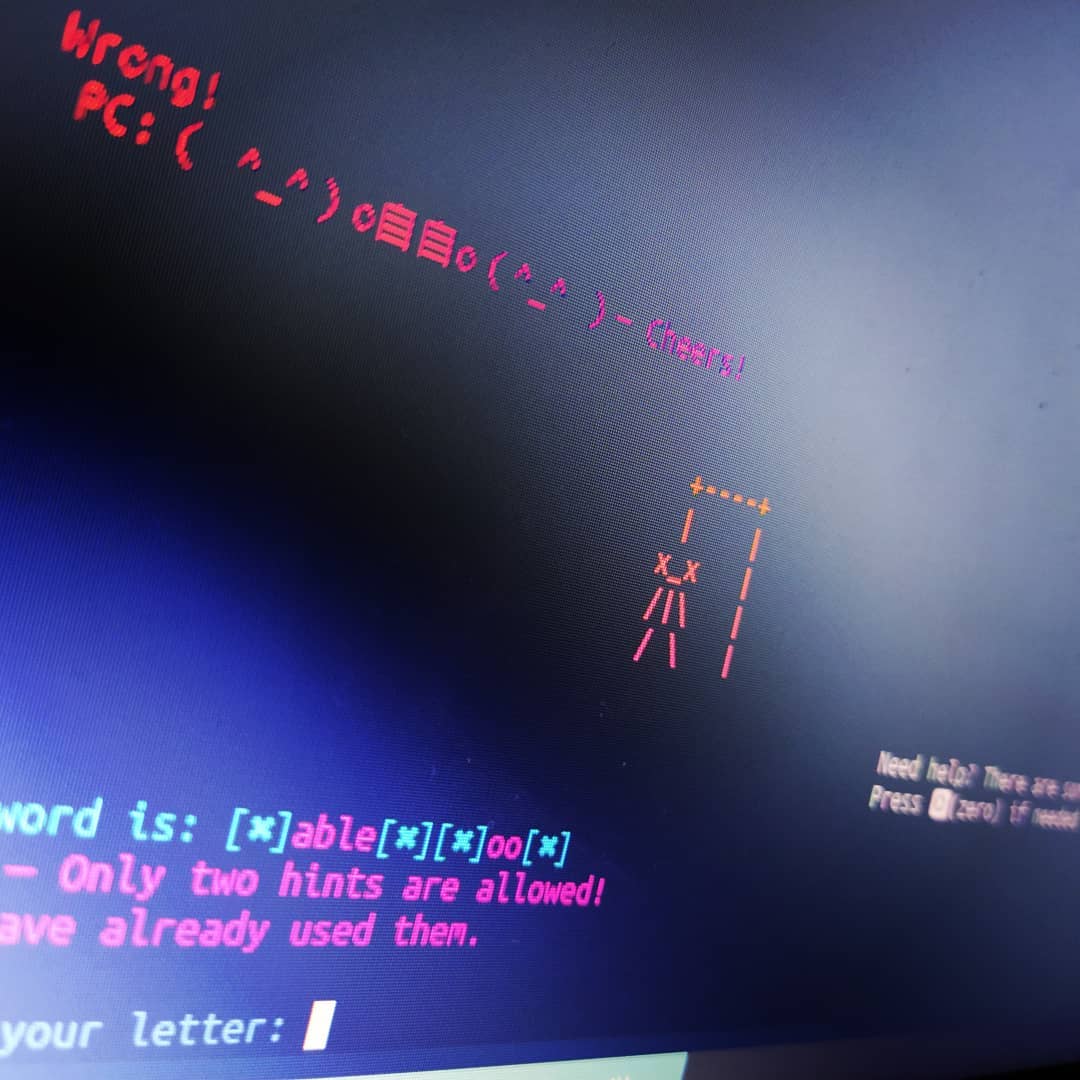 Wrong!
PC: ( ^_^)o自自o(^_^ )— Cheers!
+----+
|    |
x_x  |
/|\  |
/ \  |
|
Need help? There are
Press 0(zero) if needed
word is: [✖]able[✖][✖]oo[✖]
— Only two hints are allowed!
ave already used them.
your letter: